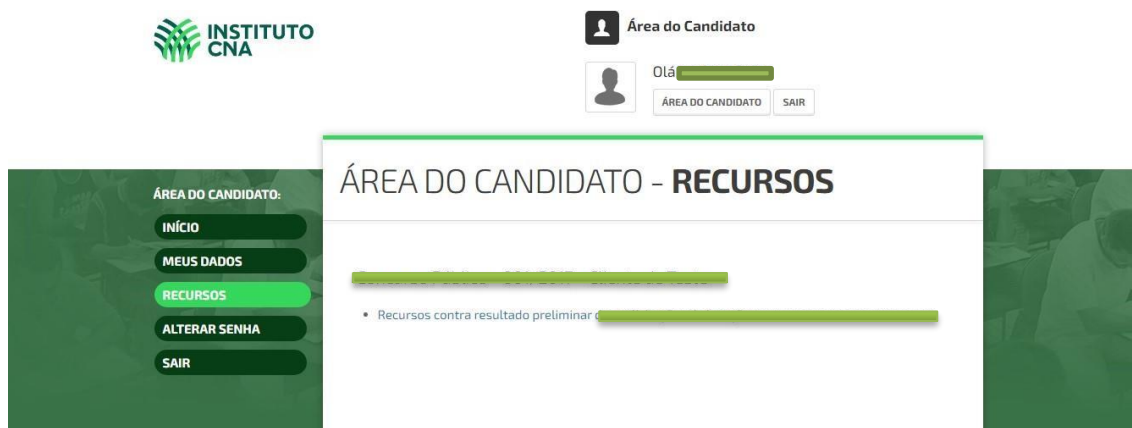 INSTITUTO
CNA
Área do Candidato
Olá
ÁREA DO CANDIDATO SAIR
ÁREA DO CANDIDATO - RECURSOS
ÁREA DO CANDIDATO:
INÍCIO
MEUS DADOS
RECURSOS
ALTERAR SENHA
SAIR
Recursos contra resultado preliminar